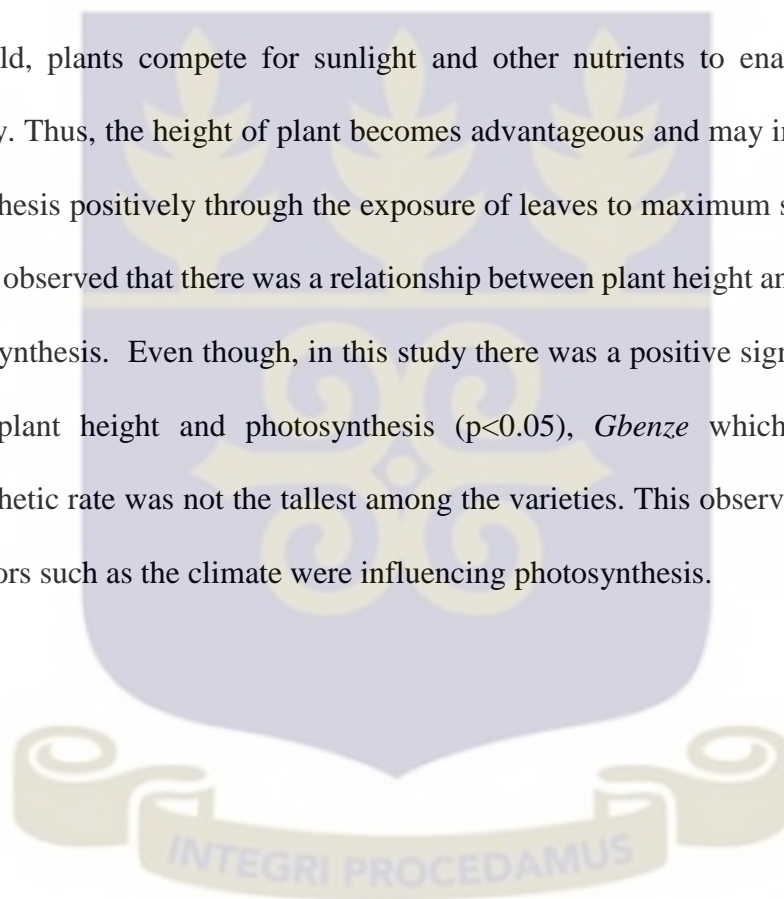 ld, plants compete for sunlight and other nutrients to ena
y. Thus, the height of plant becomes advantageous and may in
hesis positively through the exposure of leaves to maximum s
observed that there was a relationship between plant height an
ynthesis. Even though, in this study there was a positive sign
plant height and photosynthesis (p<0.05), Gbenze which
hetic rate was not the tallest among the varieties. This observ
ors such as the climate were influencing photosynthesis.
INTEGRI PROCEDAMUS